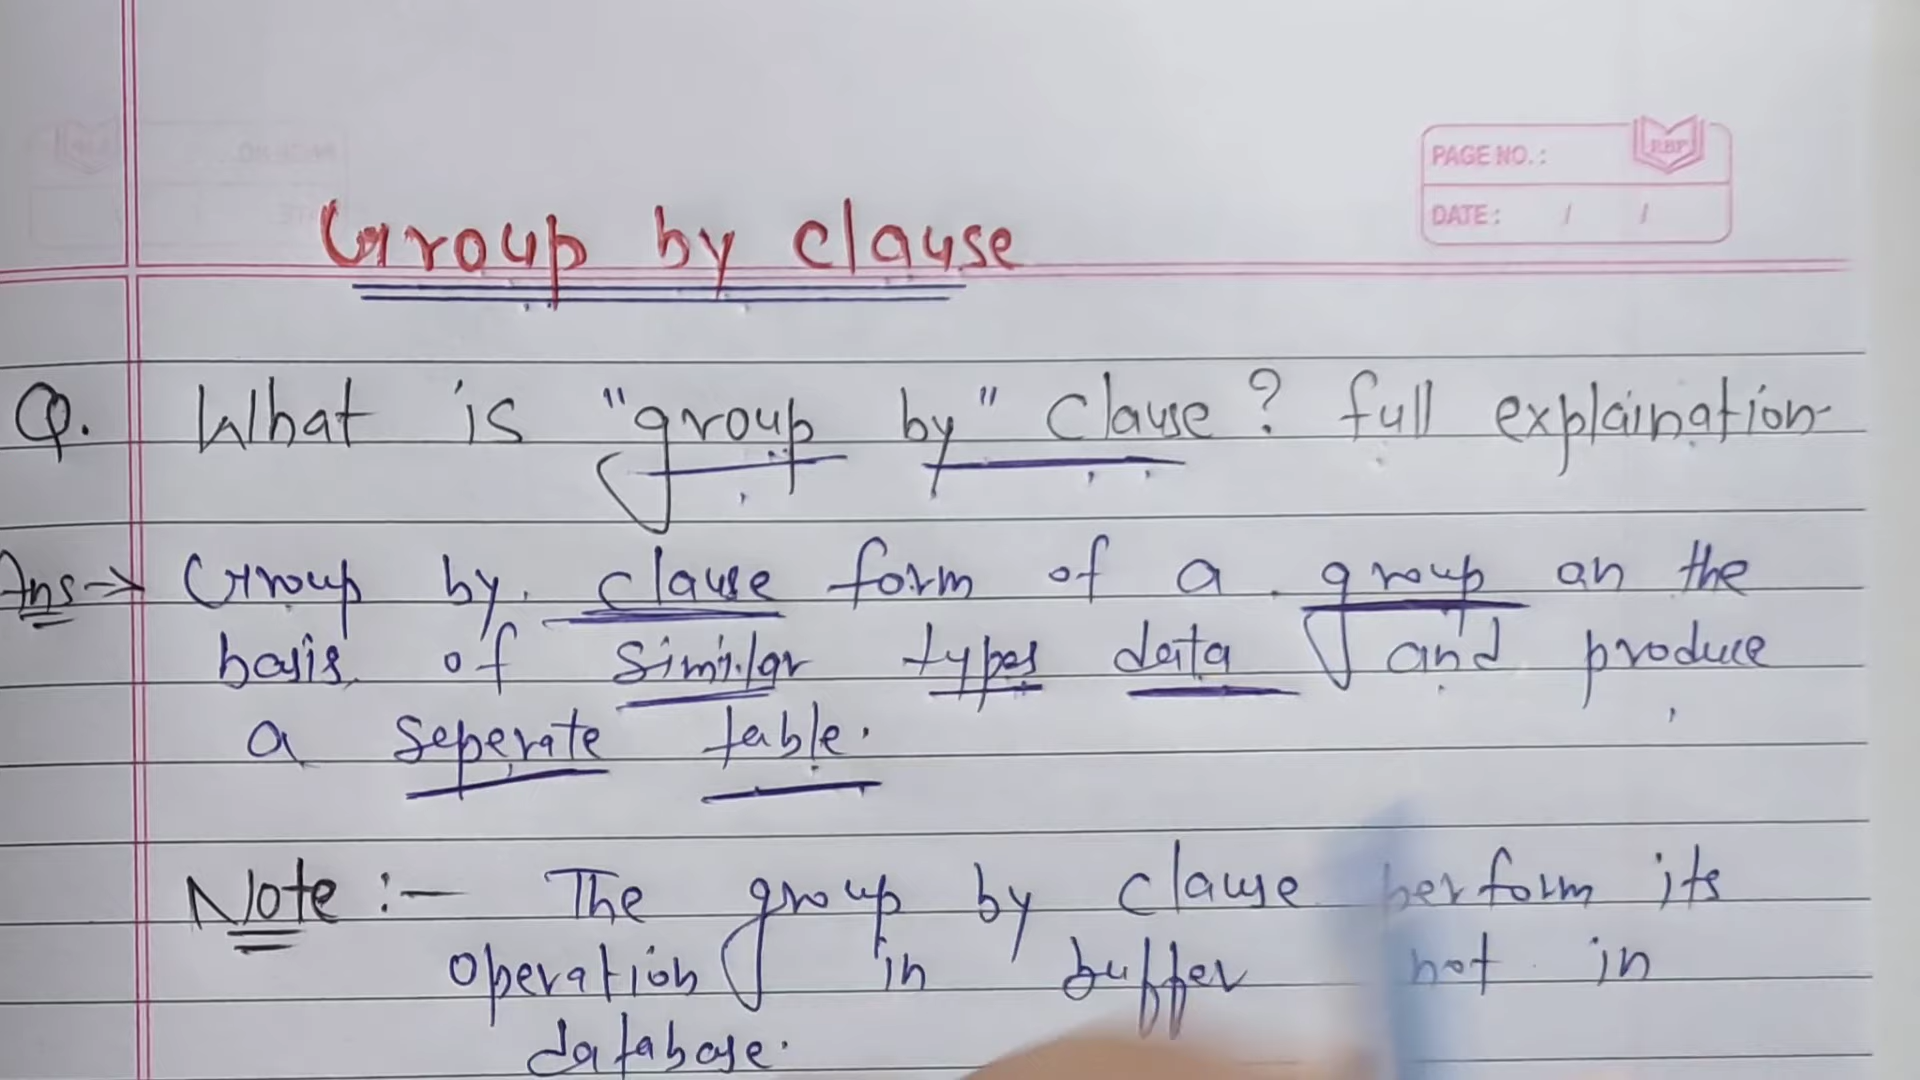 PAGE NO.:
RBP
DATE: / /
Group by clause
Q. What is "group by" clause? full explaination
Ans→ Group by clause form of a group on the
basis of similar types data and produce
a seperate table.
Note :— The group by clause perform its
operation in buffer not in
database.